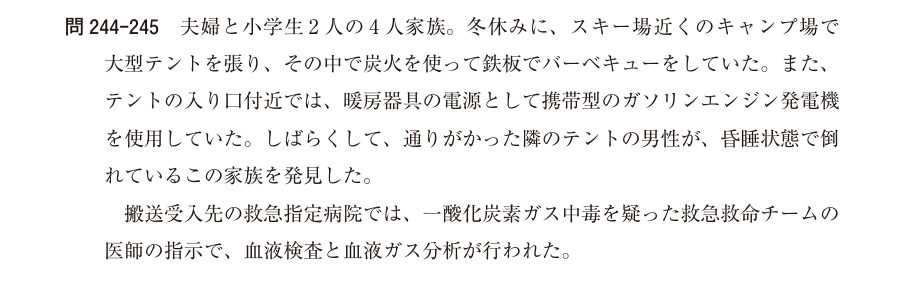 問 244-245 夫婦と小学生2人の4人家族。冬休みに、スキー場近くのキャンプ場で
大型テントを張り、その中で炭火を使って鉄板でバーベキューをしていた。また、
テントの入り口付近では、暖房器具の電源として携帯型のガソリンエンジン発電機
を使用していた。しばらくして、通りがかった隣のテントの男性が、昏睡状態で倒
れているこの家族を発見した。
搬送受入先の救急指定病院では、一酸化炭素ガス中毒を疑った救急救命チームの
医師の指示で、血液検査と血液ガス分析が行われた。